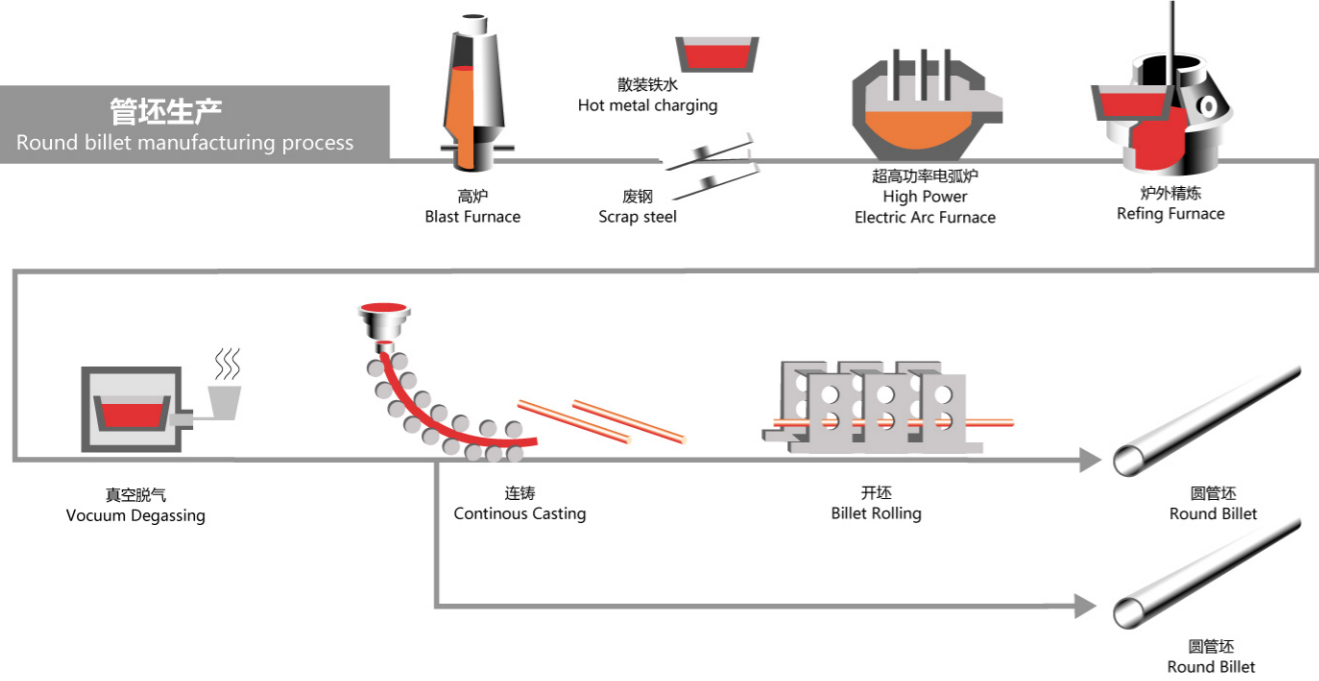 管坯生产
Round billet manufacturing process
高炉
Blast Furnace
散装铁水
Hot metal charging
废钢
Scrap steel
超高功率电弧炉
High Power
Electric Arc Furnace
炉外精炼
Refing Furnace
真空脱气
Vocuum Degassing
连铸
Continous Casting
开坯
Billet Rolling
圆管坯
Round Billet
圆管坯
Round Billet